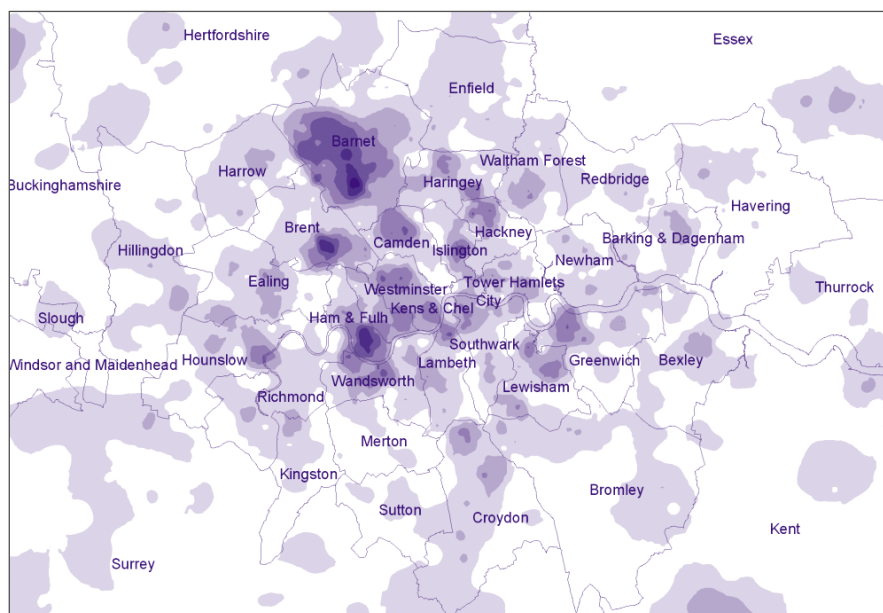 Hertfordshire
Essex
Enfield
Barnet
Waltham Forest
Harrow
Haringey
Redbridge
Buckinghamshire
Havering
Brent
Hackney
Camden
Islington
Barking & Dagenham
Hillingdon
Newham
Ealing
Westminster
Tower Hamlets
Thurrock
City
Kens & Chel
Slough
Ham & Fulh
Southwark
Windsor and Maidenhead
Hounslow
Lambeth
Greenwich
Bexley
Wandsworth
Lewisham
Richmond
Merton
Kingston
Bromley
Sutton
Croydon
Kent
Surrey